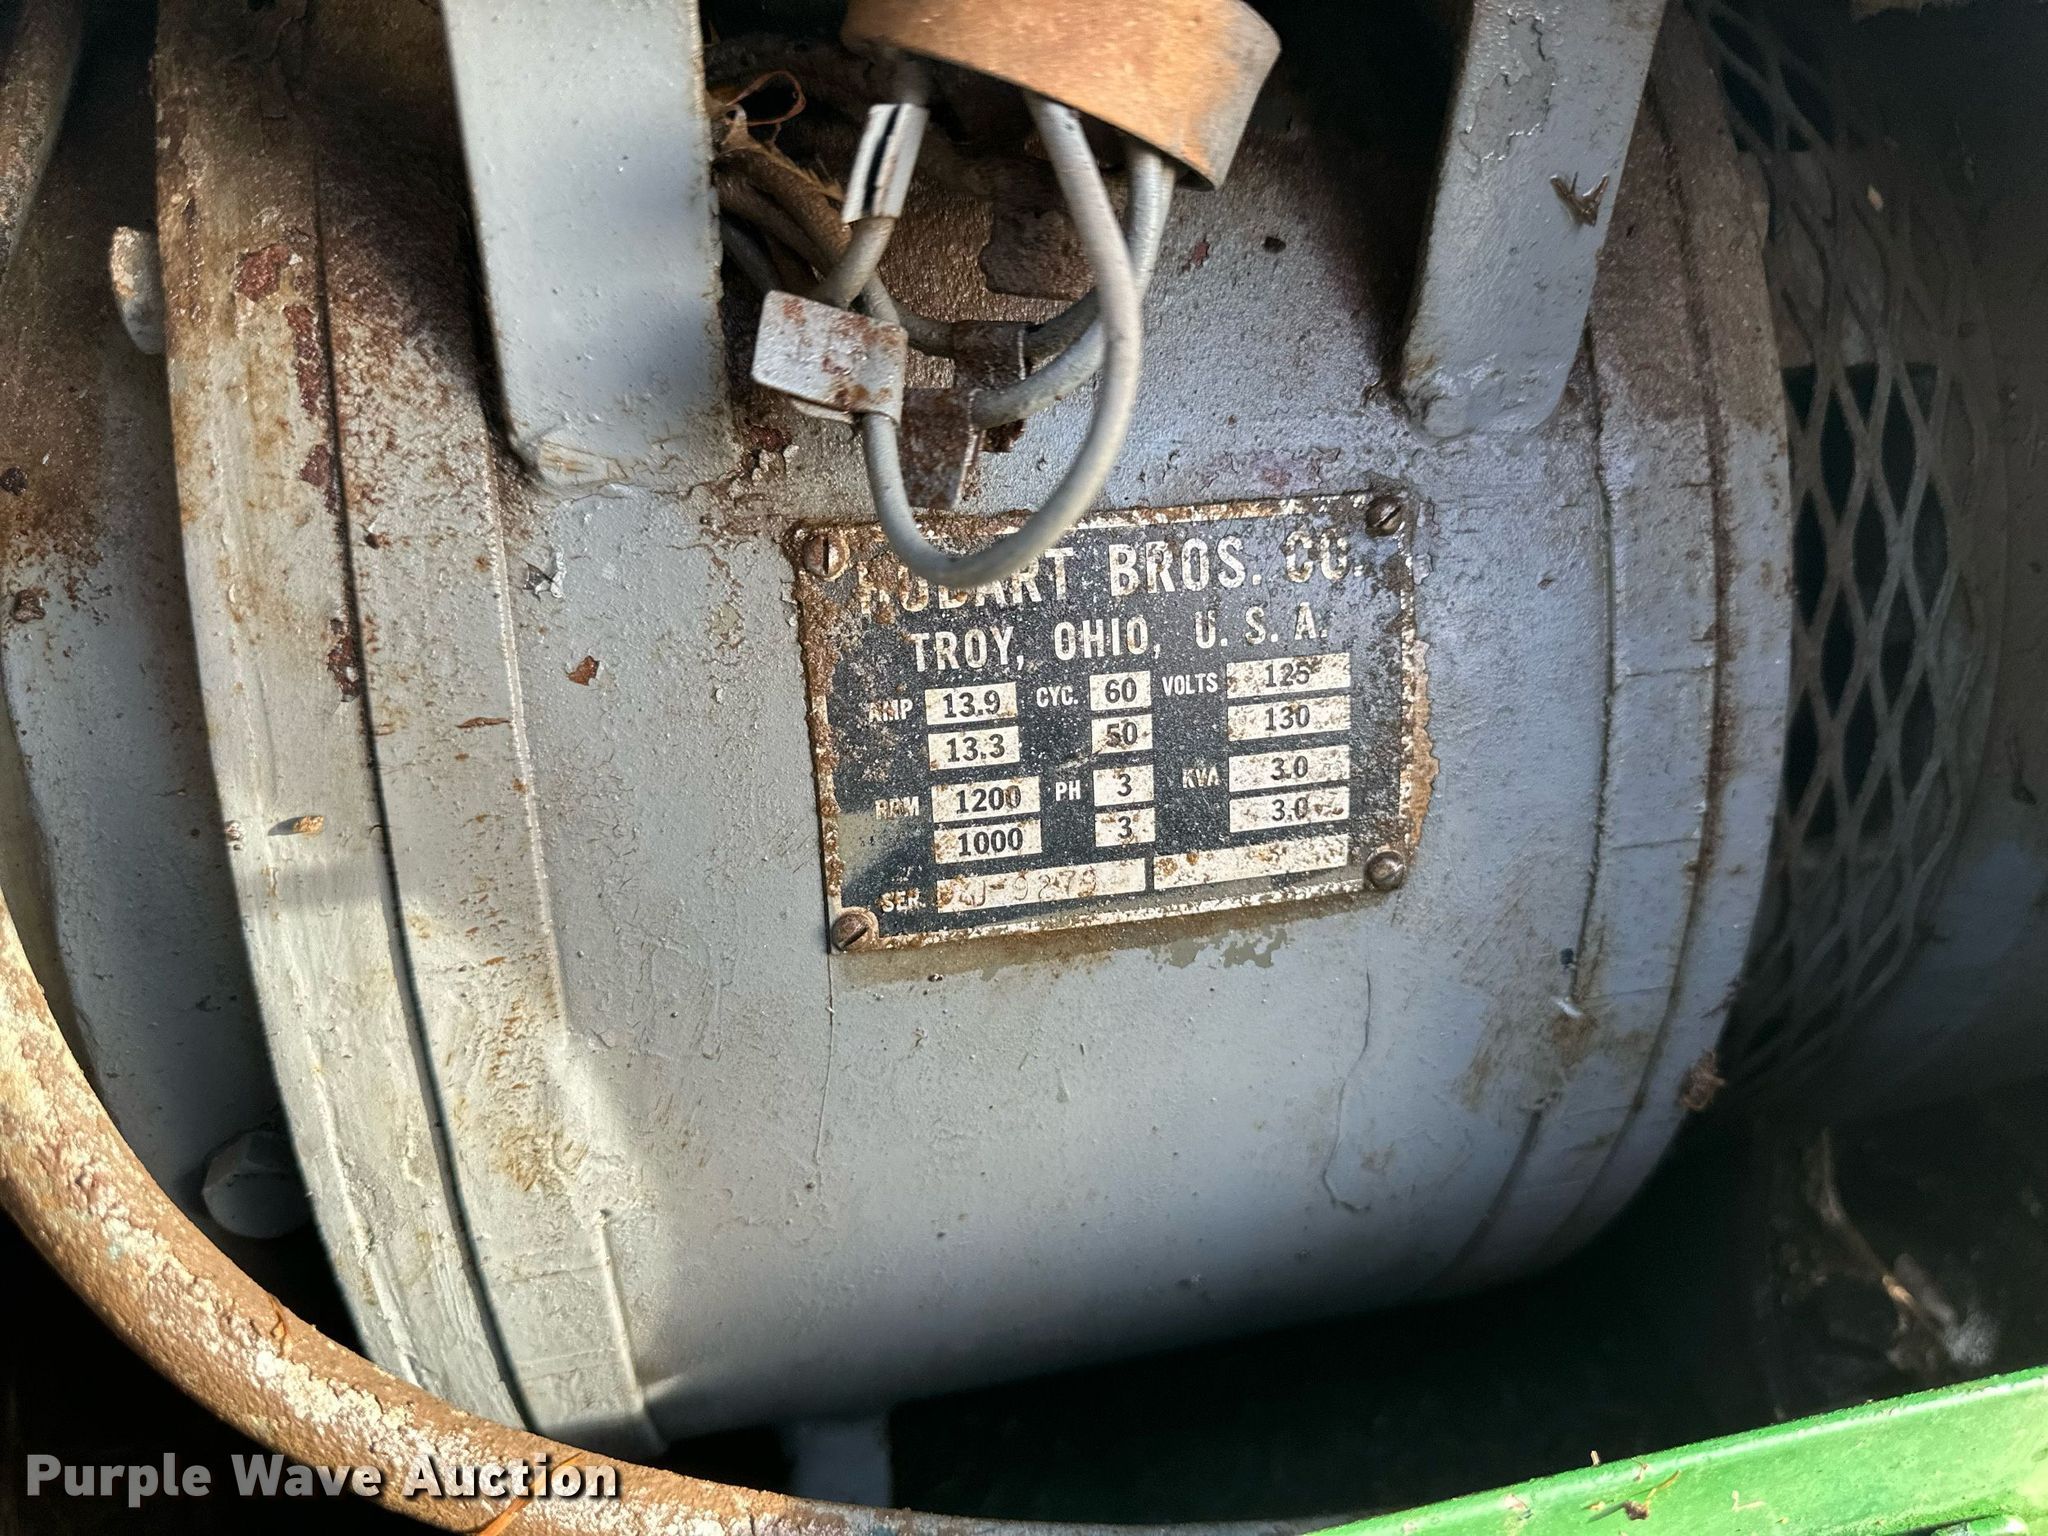 HOBART BROS. CO.
TROY, OHIO, U. S. A.
AMP 13.9 CYC. 60 VOLTS 125
13.3 50 130
RPM 1200 PH 3 KVA 3.0
1000 3 3.0
SER. 9279
Purple Wave Auction